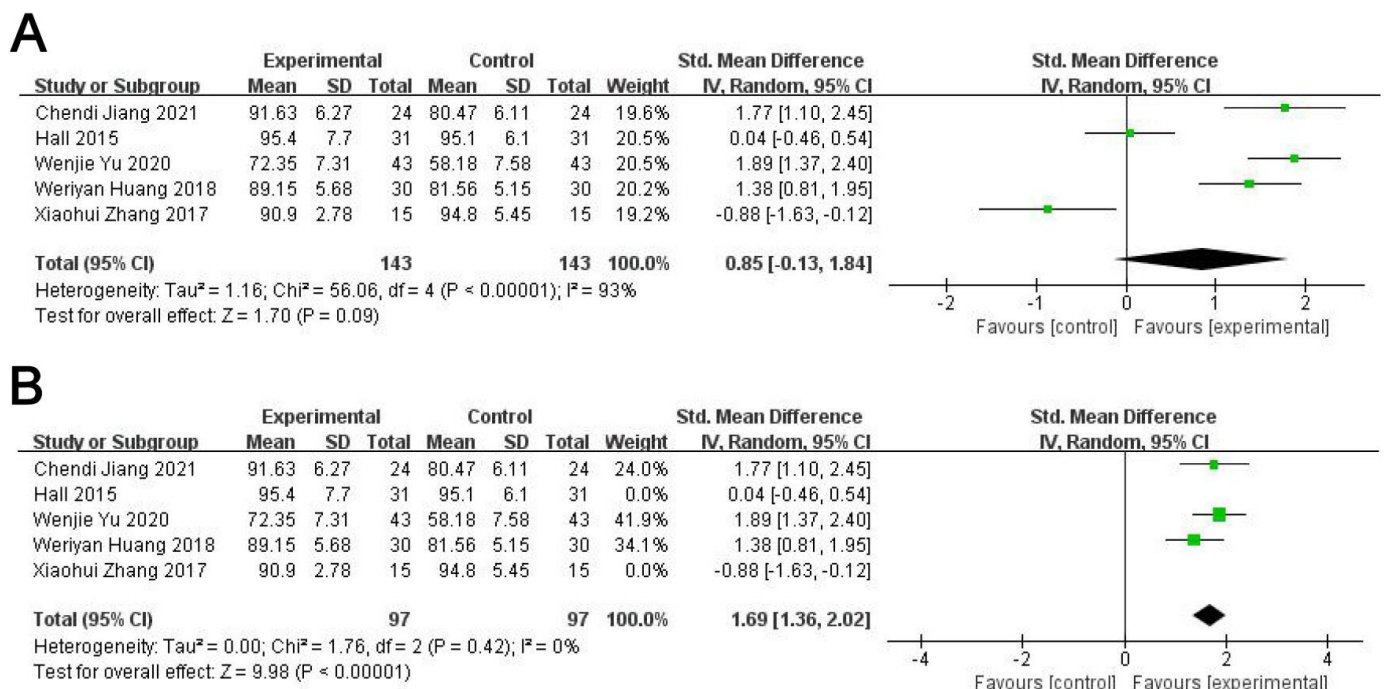 A
Experimental Control Std. Mean Difference Std. Mean Difference
Study or Subgroup Mean SD Total Mean SD Total Weight IV, Random, 95% CI IV, Random, 95% CI
Chendi Jiang 2021 91.63 6.27 24 80.47 6.11 24 19.6% 1.77 [1.10, 2.45]
Hall 2015 95.4 7.7 31 95.1 6.1 31 20.5% 0.04 [-0.46, 0.54]
Wenjie Yu 2020 72.35 7.31 43 58.18 7.58 43 20.5% 1.89 [1.37, 2.40]
Weriyan Huang 2018 89.15 5.68 30 81.56 5.15 30 20.2% 1.38 [0.81, 1.95]
Xiaohui Zhang 2017 90.9 2.78 15 94.8 5.45 15 19.2% -0.88 [-1.63, -0.12]
Total (95% CI) 143 143 100.0% 0.85 [-0.13, 1.84]
Heterogeneity: Tau² = 1.16; Chi² = 56.06, df = 4 (P < 0.00001); I² = 93%
Test for overall effect: Z = 1.70 (P = 0.09)
-2 -1 0 1 2
Favours [control] Favours [experimental]
B
Experimental Control Std. Mean Difference Std. Mean Difference
Study or Subgroup Mean SD Total Mean SD Total Weight IV, Random, 95% CI IV, Random, 95% CI
Chendi Jiang 2021 91.63 6.27 24 80.47 6.11 24 24.0% 1.77 [1.10, 2.45]
Hall 2015 95.4 7.7 31 95.1 6.1 31 0.0% 0.04 [-0.46, 0.54]
Wenjie Yu 2020 72.35 7.31 43 58.18 7.58 43 41.9% 1.89 [1.37, 2.40]
Weriyan Huang 2018 89.15 5.68 30 81.56 5.15 30 34.1% 1.38 [0.81, 1.95]
Xiaohui Zhang 2017 90.9 2.78 15 94.8 5.45 15 0.0% -0.88 [-1.63, -0.12]
Total (95% CI) 97 97 100.0% 1.69 [1.36, 2.02]
Heterogeneity: Tau² = 0.00; Chi² = 1.76, df = 2 (P = 0.42); I² = 0%
Test for overall effect: Z = 9.98 (P < 0.00001)
-4 -2 0 2 4
Favours [control] Favours [experimental]